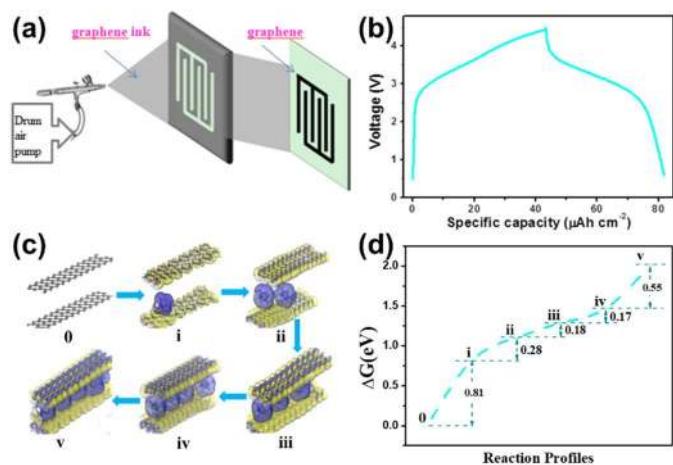 (a)
graphene ink
graphene
Drum
air
pump
(b)
Voltage (V)
4
3
2
1
0
0 20 40 60 80
Specific capacity (μAh cm⁻²)
(c)
0
i
ii
v
iv
iii
(d)
ΔG(eV)
2.0
1.5
1.0
0.5
0.0
v
0.55
iv
iii
0.17
ii
0.18
i
0.28
0.81
0
Reaction Profiles